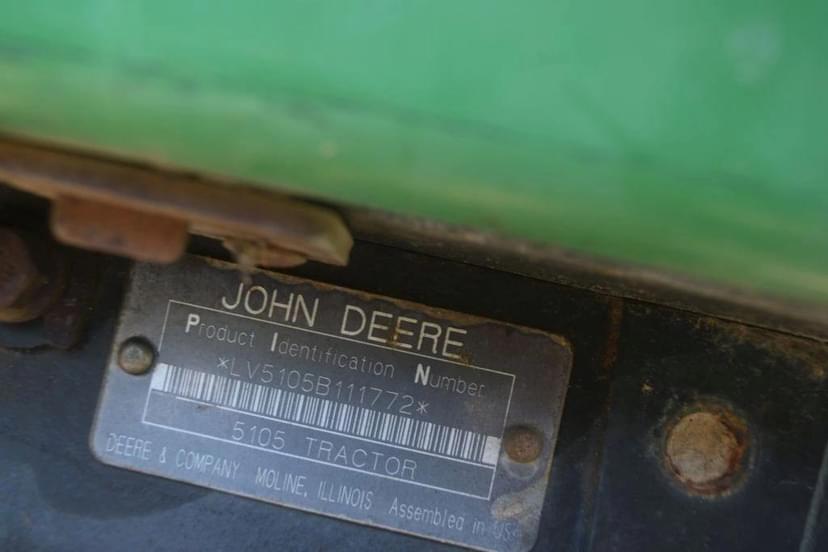 JOHN DEERE
Product Identification Number
*LV5105B111772*
5105 TRACTOR
DEERE & COMPANY MOLINE, ILLINOIS Assembled in USA